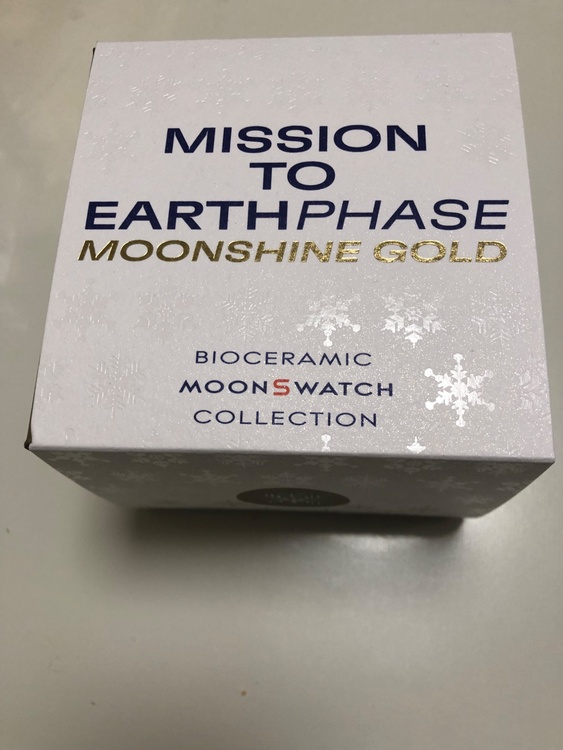 MISSION
TO
EARTHPHASE
MOONSHINE GOLD
BIOCERAMIC
MOONSWATCH
COLLECTION